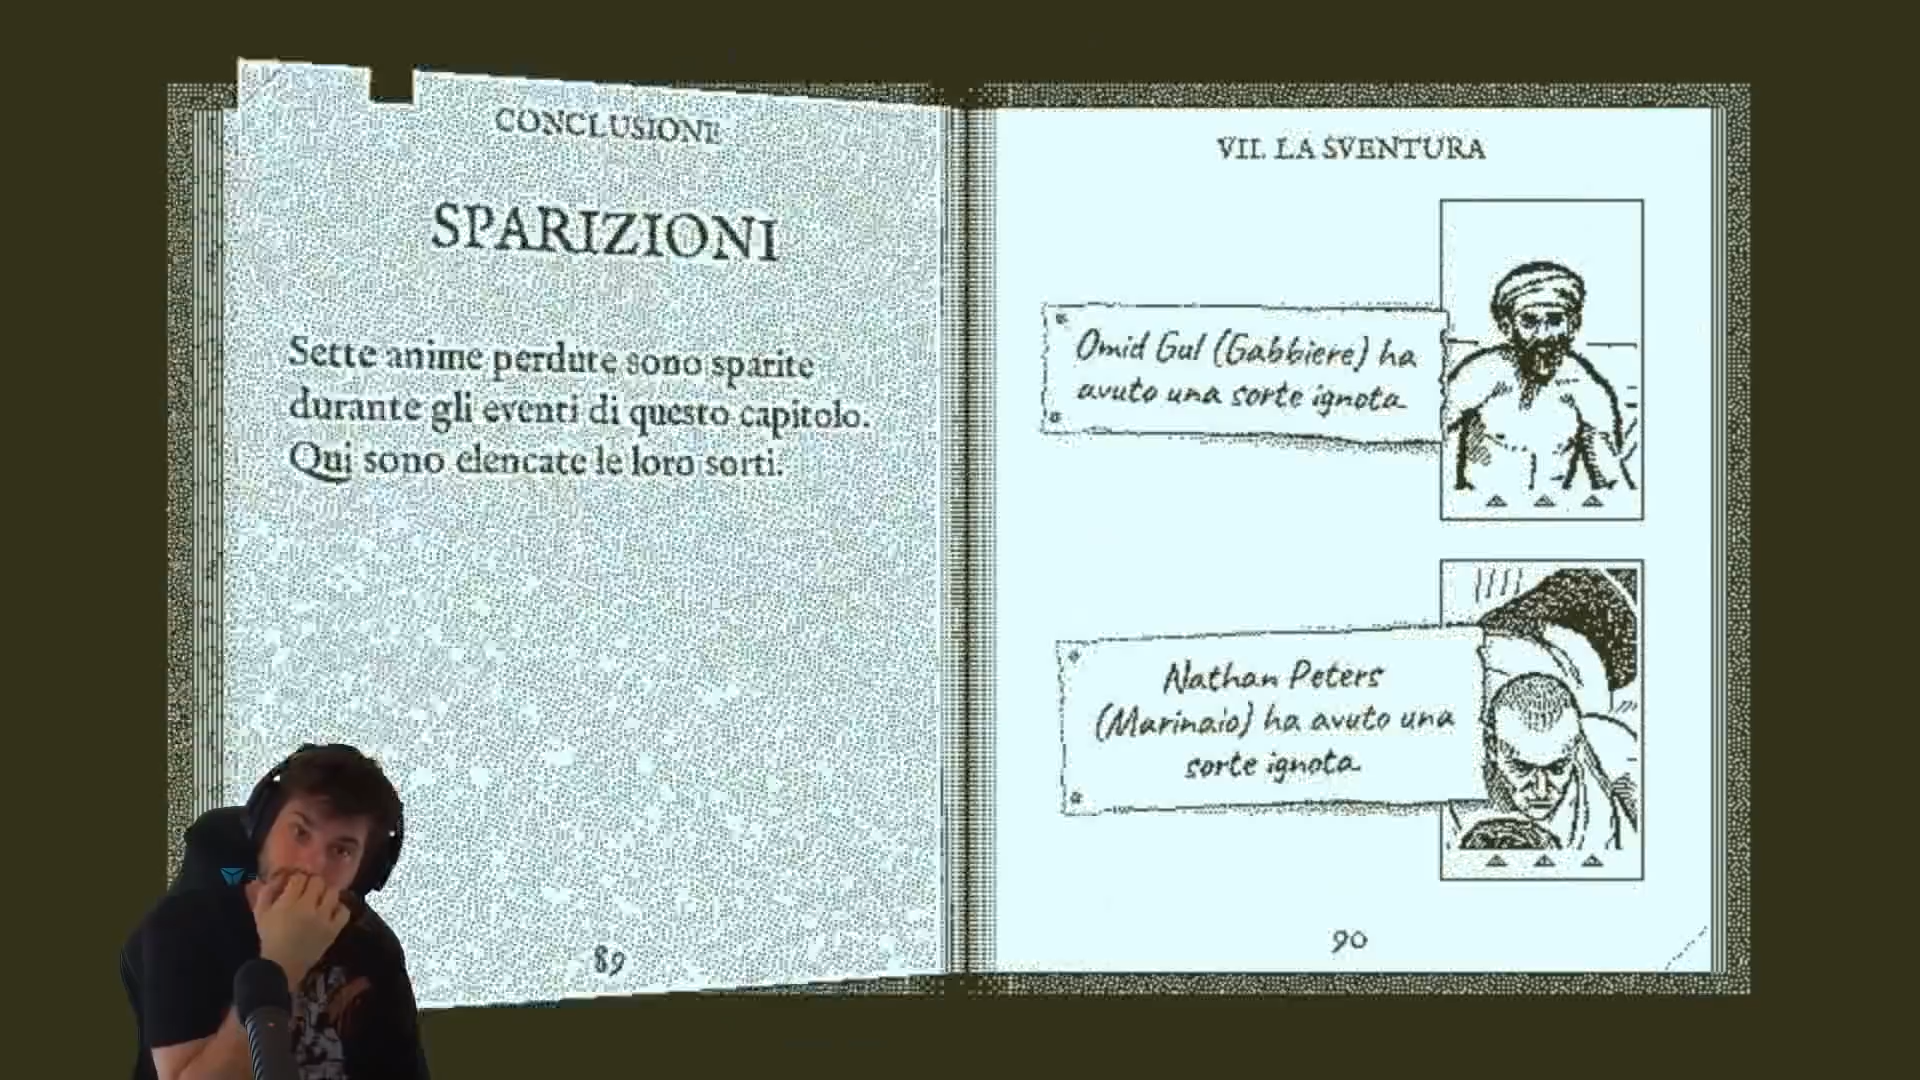 CONCLUSIONE
SPARIZIONI
Sette anime perdute sono sparite
durante gli eventi di questo capitolo.
Qui sono elencate le loro sorti.
89
VII. LA SVENTURA
Omid Gul (Gabbiere) ha
avuto una sorte ignota.
Nathan Peters
(Marinaio) ha avuto una
sorte ignota.
90